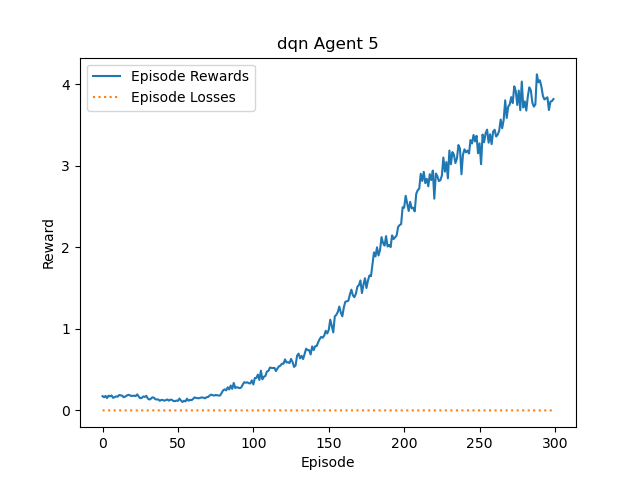 dqn Agent 5
Episode Rewards
Episode Losses
Reward
4
3
2
1
0
0 50 100 150 200 250 300
Episode